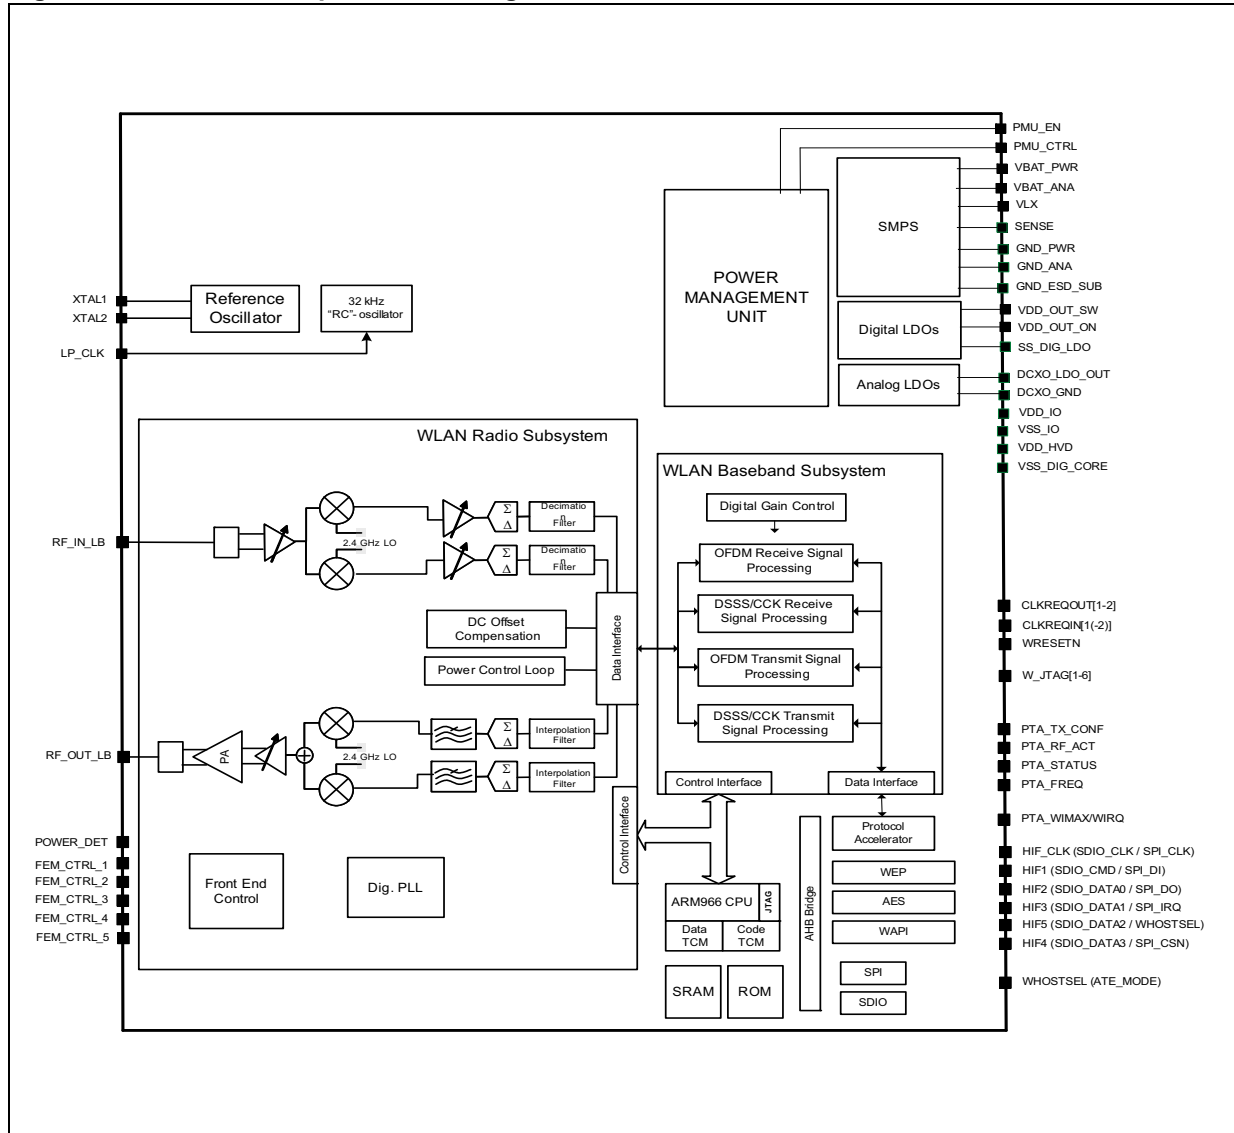 PMU_EN
PMU_CTRL
VBAT_PWR
VBAT_ANA
VLX
SENSE
GND_PWR
GND_ANA
GND_ESD_SUB
VDD_OUT_SW
VDD_OUT_ON
SS_DIG_LDO
DCXO_LDO_OUT
DCXO_GND
VDD_IO
VSS_IO
VDD_HVD
VSS_DIG_CORE
SMPS
POWER
MANAGEMENT
UNIT
Digital LDOs
Analog LDOs
XTAL1
XTAL2
LP_CLK
Reference
Oscillator
32 kHz
"RC"- oscillator
WLAN Radio Subsystem
RF_IN_LB
2.4 GHz LO
Σ
Δ
Decimatio
n
Filter
Σ
Δ
Decimatio
n
Filter
DC Offset
Compensation
Power Control Loop
Data Interface
RF_OUT_LB
PA
2.4 GHz LO
Σ
Δ
Interpolation
Filter
Σ
Δ
Interpolation
Filter
Control Interface
POWER_DET
FEM_CTRL_1
FEM_CTRL_2
FEM_CTRL_3
FEM_CTRL_4
FEM_CTRL_5
Front End
Control
Dig. PLL
WLAN Baseband Subsystem
Digital Gain Control
OFDM Receive Signal
Processing
DSSS/CCK Receive
Signal Processing
OFDM Transmit Signal
Processing
DSSS/CCK Transmit
Signal Processing
Control Interface
Data Interface
Protocol
Accelerator
WEP
AES
WAPI
SPI
SDIO
AHB Bridge
ARM966 CPU
JTAG
Data
TCM
Code
TCM
SRAM
ROM
CLKREQOUT[1-2]
CLKREQIN[1(-2)]
WRESETN
W_JTAG[1-6]
PTA_TX_CONF
PTA_RF_ACT
PTA_STATUS
PTA_FREQ
PTA_WIMAX/WIRQ
HIF_CLK (SDIO_CLK / SPI_CLK)
HIF1 (SDIO_CMD / SPI_DI)
HIF2 (SDIO_DATA0 / SPI_DO)
HIF3 (SDIO_DATA1 / SPI_IRQ
HIF5 (SDIO_DATA2 / WHOSTSEL)
HIF4 (SDIO_DATA3 / SPI_CSN)
WHOSTSEL (ATE_MODE)